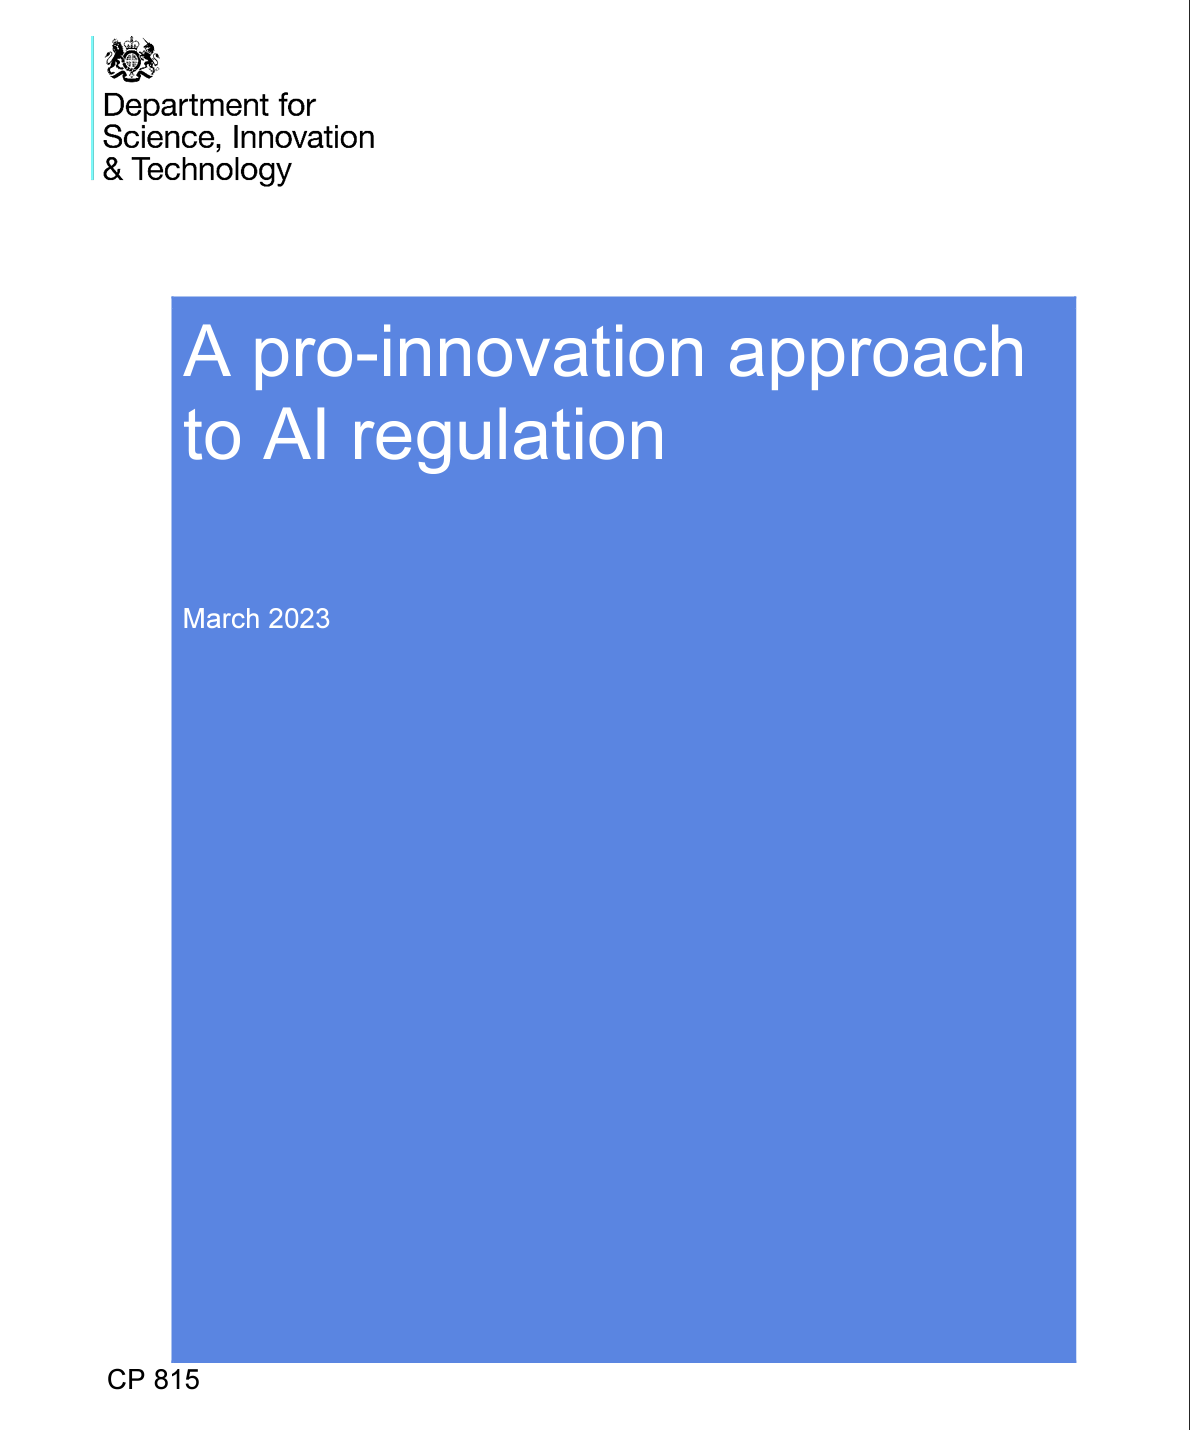 Department for
Science, Innovation
& Technology
A pro-innovation approach
to AI regulation
March 2023
CP 815